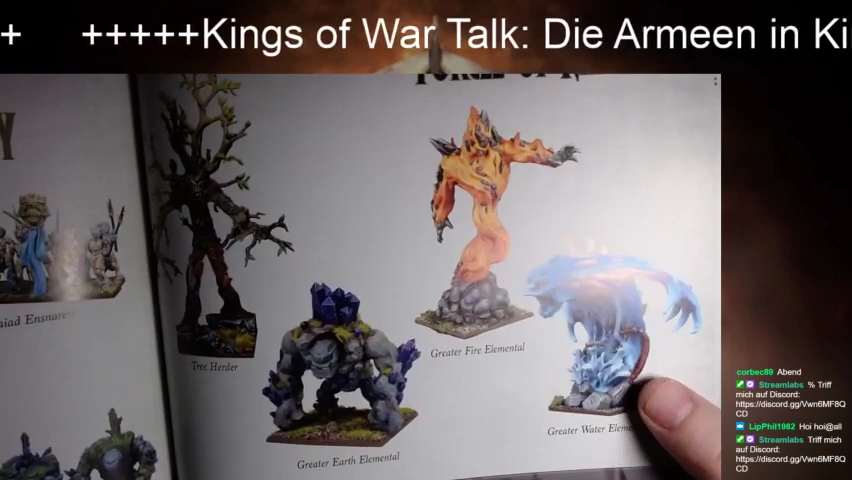 + +++++Kings of War Talk: Die Armeen in Ki
Y
Tree Herder
Greater Fire Elemental
Greater Water Eleme
Greater Earth Elemental
corbec89 Abend
Streamlabs % Triff
mich auf Discord:
https://discord.gg/Vwn6MF8Q
CD
LipPhil1982 Hoi hoi@all
Streamlabs Triff mich
auf Discord:
https://discord.gg/Vwn6MF8Q
CD